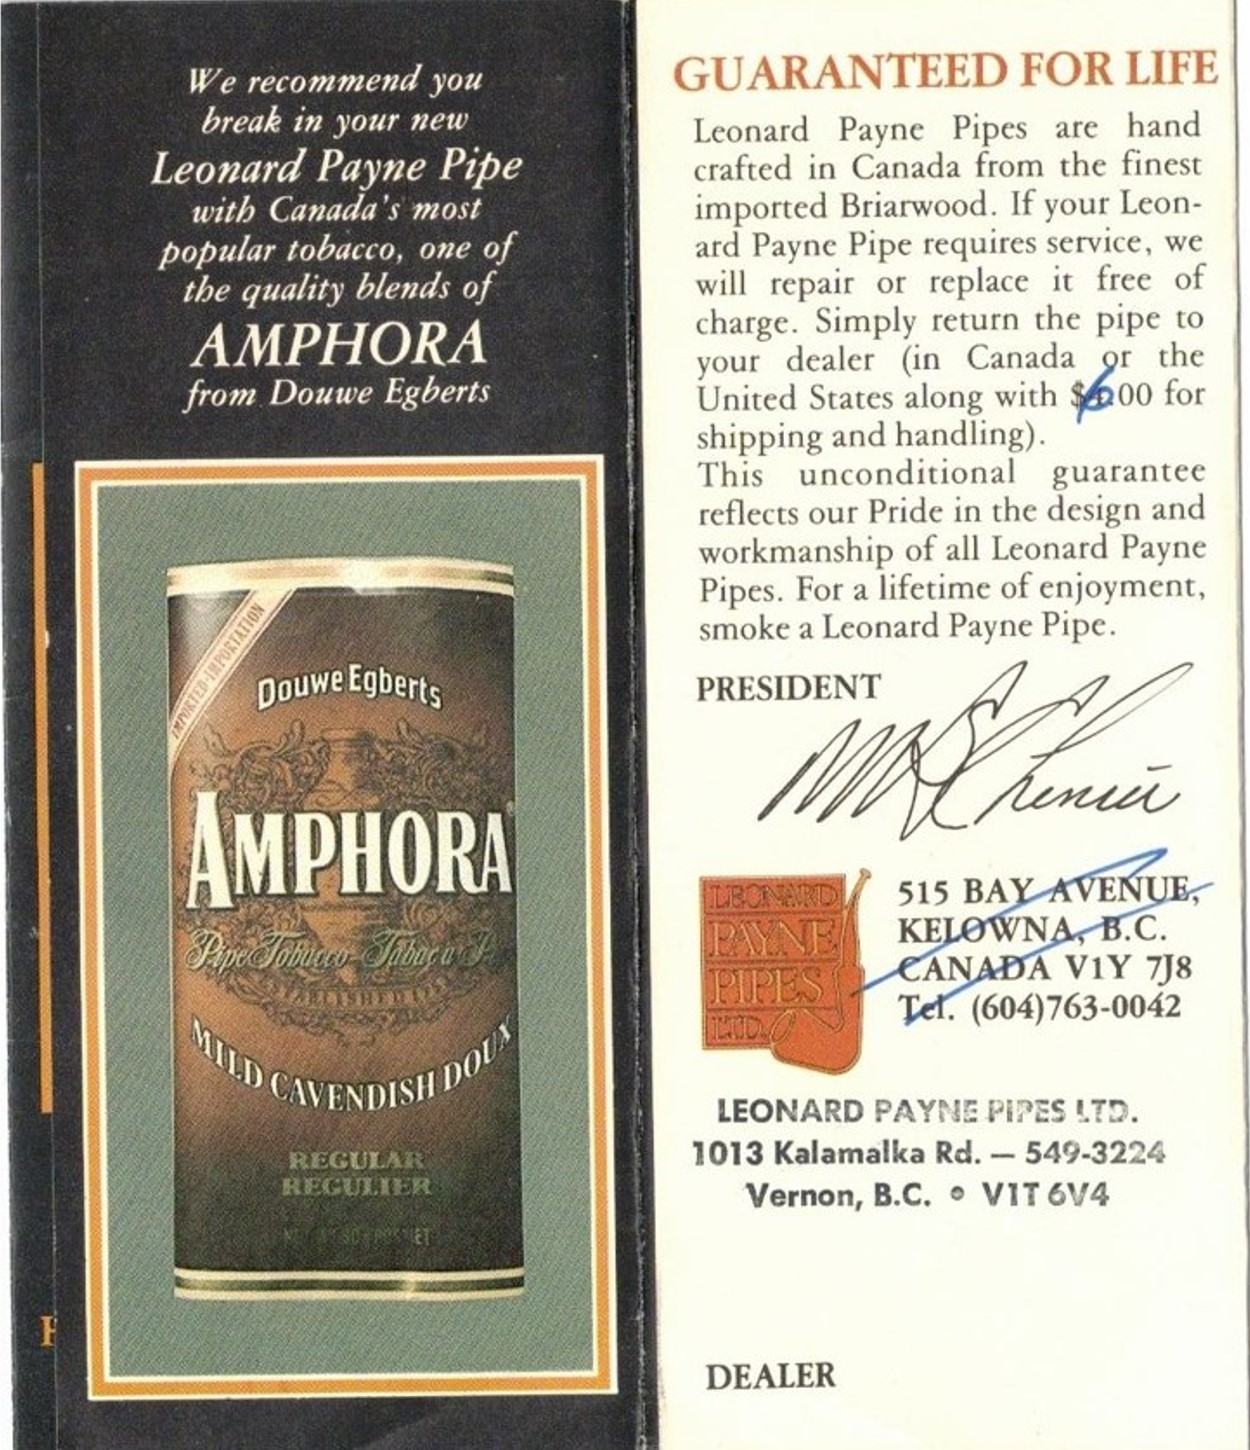 We recommend you
break in your new
Leonard Payne Pipe
with Canada's most
popular tobacco, one of
the quality blends of
AMPHORA
from Douwe Egberts
IMPORTED-IMPORTATION
Douwe Egberts
AMPHORA
Pipe Tobacco Tabac à
ESTABLISHED
MILD CAVENDISH DOUX
REGULAR
REGULIER
GUARANTEED FOR LIFE
Leonard Payne Pipes are hand
crafted in Canada from the finest
imported Briarwood. If your Leon-
ard Payne Pipe requires service, we
will repair or replace it free of
charge. Simply return the pipe to
your dealer (in Canada or the
United States along with $6.00 for
shipping and handling).
This unconditional guarantee
reflects our Pride in the design and
workmanship of all Leonard Payne
Pipes. For a lifetime of enjoyment,
smoke a Leonard Payne Pipe.
PRESIDENT
LEONARD
PAYNE
PIPES
LTD.
515 BAY AVENUE,
KELOWNA, B.C.
CANADA V1Y 7J8
Tel. (604)763-0042
LEONARD PAYNE PIPES LTD.
1013 Kalamalka Rd. — 549-3224
Vernon, B.C. • V1T 6V4
DEALER